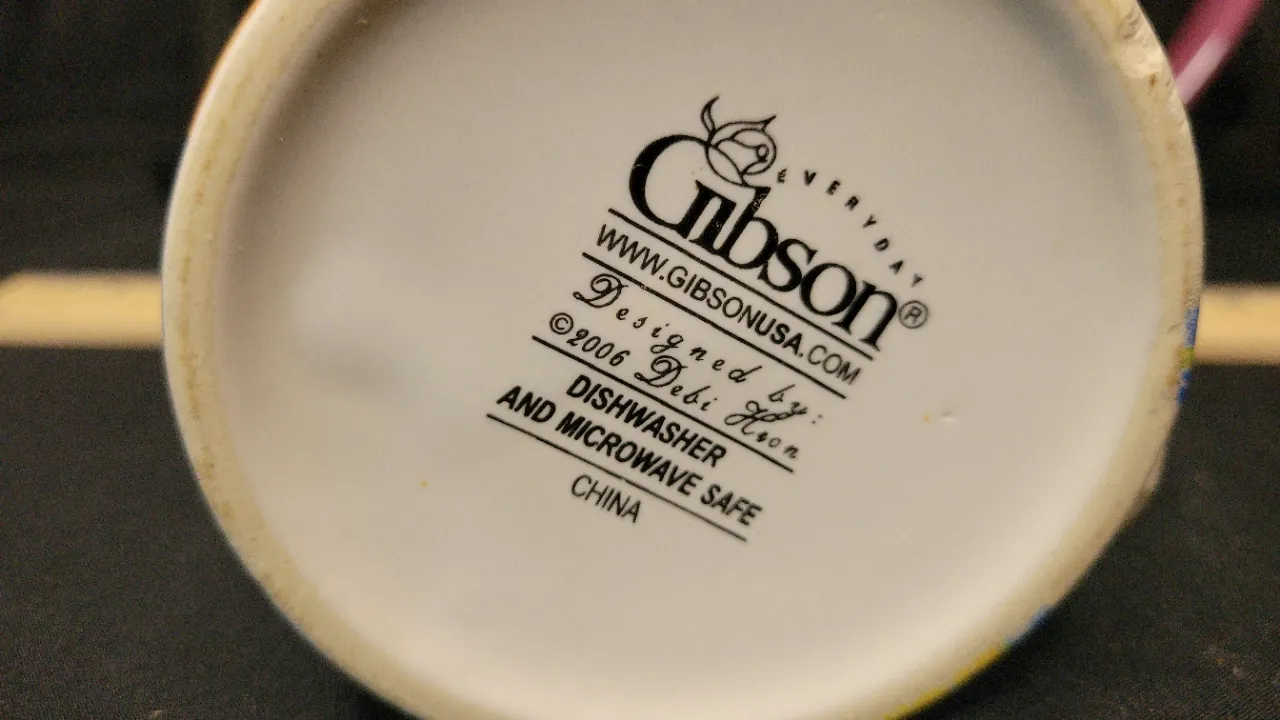 EVERYDAY
Gibson®
WWW.GIBSONUSA.COM
Designed by:
©2006 Debi Hron
DISHWASHER
AND MICROWAVE SAFE
CHINA